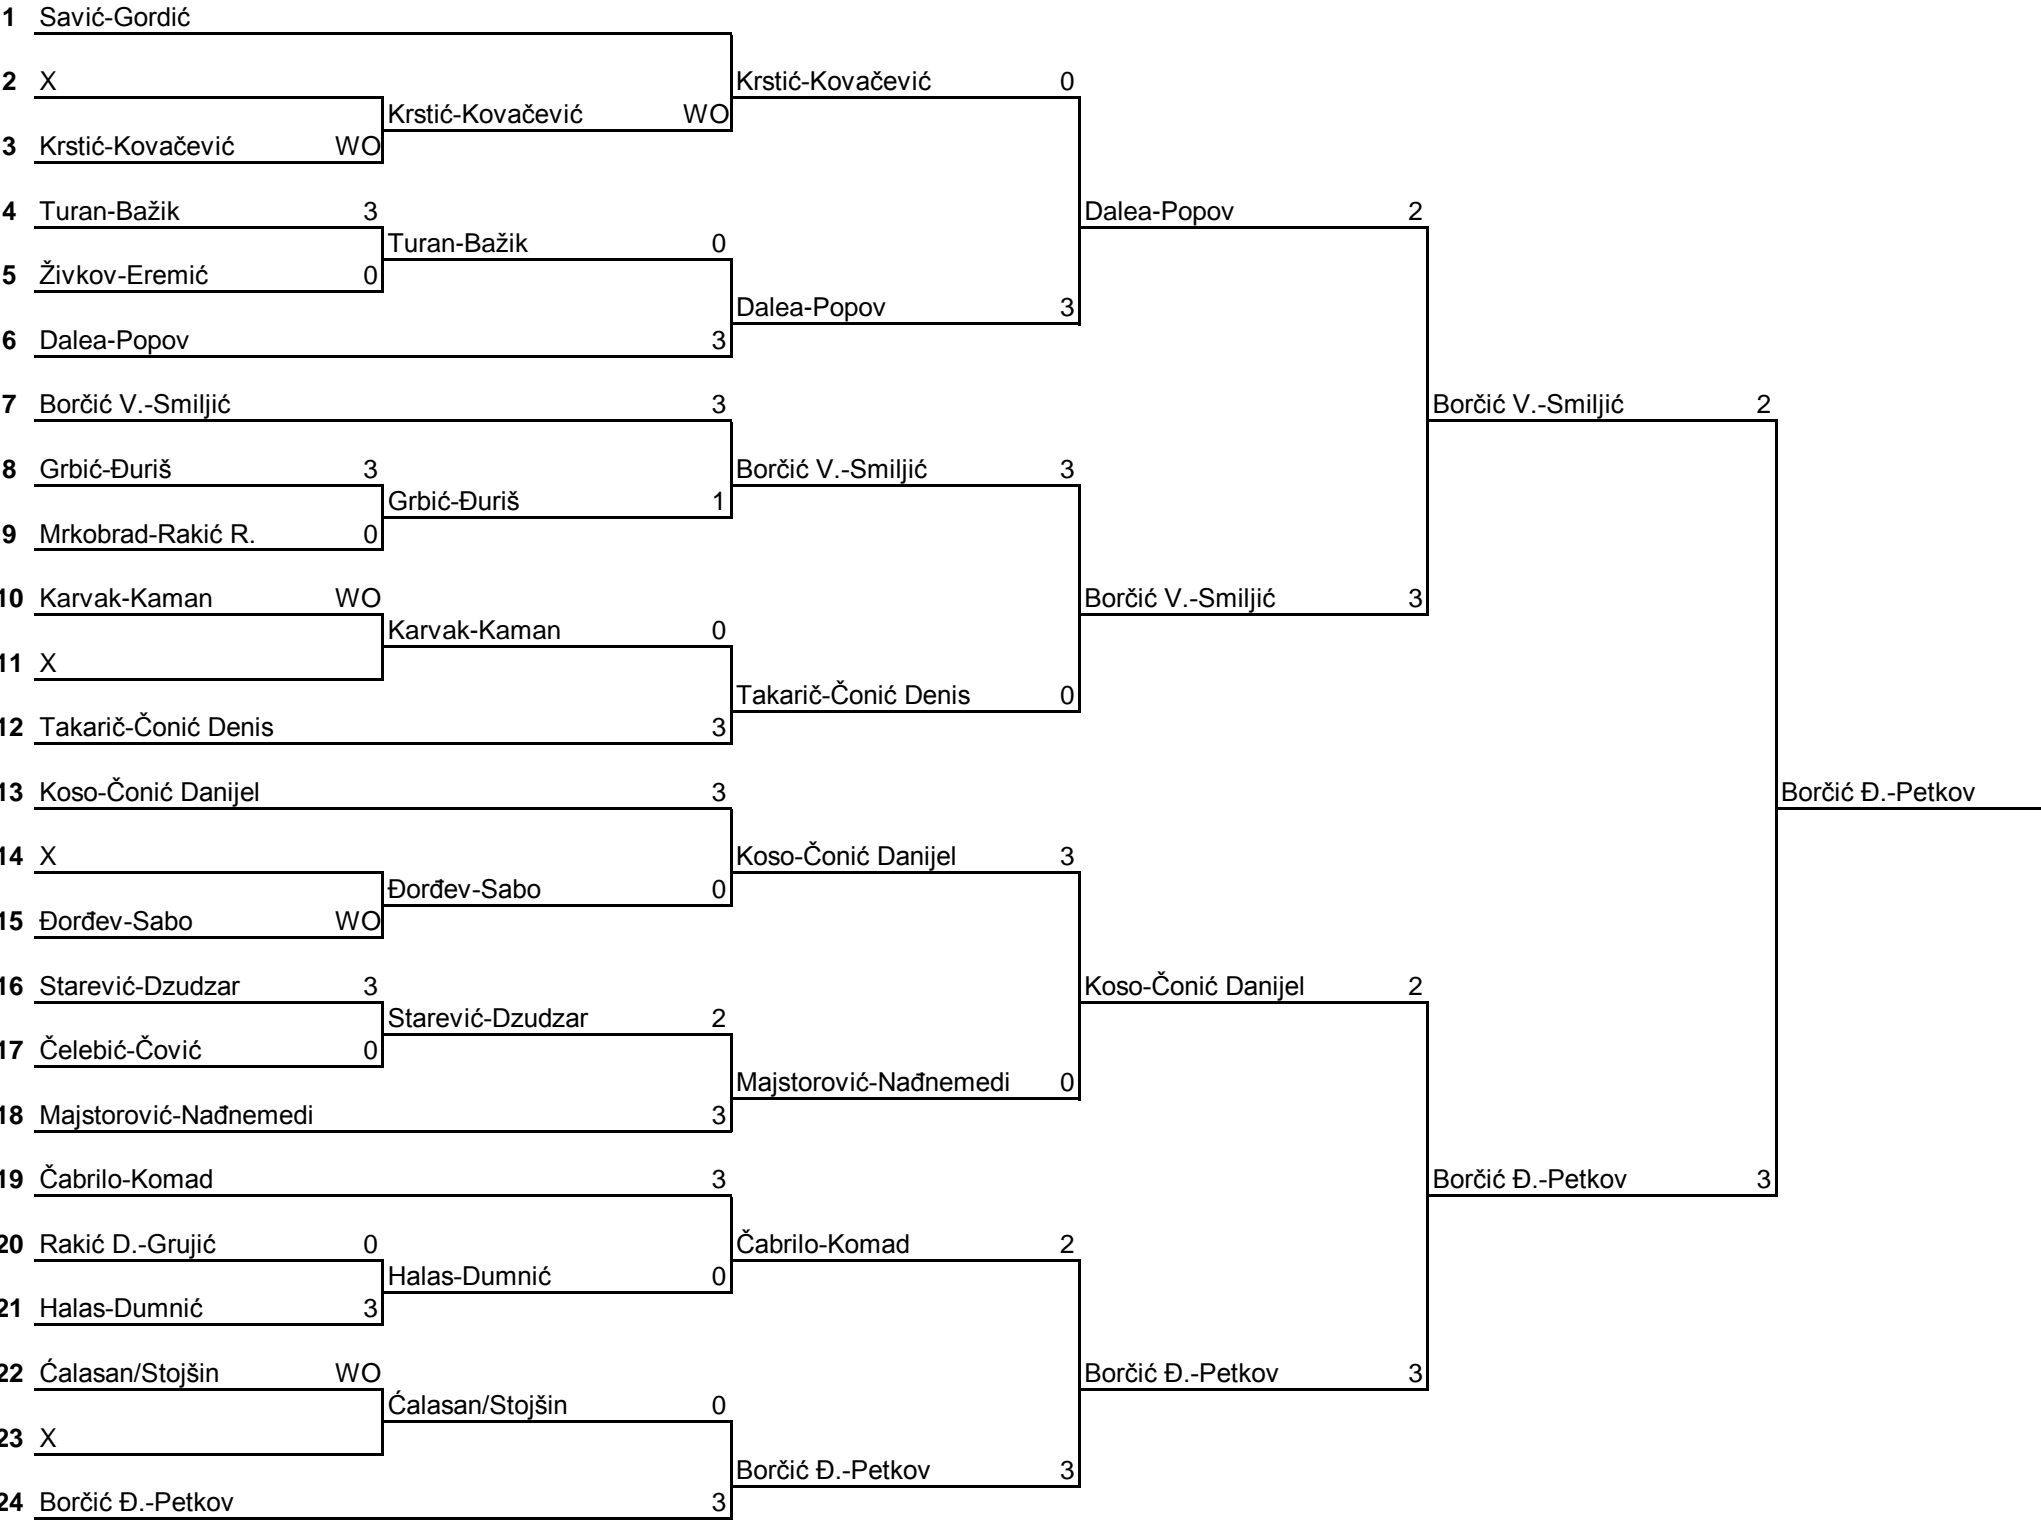 1 Savić-Gordić
2 X Krstić-Kovačević 0
Krstić-Kovačević WO
3 Krstić-Kovačević WO
4 Turan-Bažik 3 Dalea-Popov 2
Turan-Bažik 0
5 Živkov-Eremić 0
Dalea-Popov 3
6 Dalea-Popov 3
7 Borčić V.-Smiljić 3 Borčić V.-Smiljić 2
8 Grbić-Đuriš 3 Borčić V.-Smiljić 3
Grbić-Đuriš 1
9 Mrkobrad-Rakić R. 0
10 Karvak-Kaman WO Borčić V.-Smiljić 3
Karvak-Kaman 0
11 X
Takarič-Čonić Denis 0
12 Takarič-Čonić Denis 3
13 Koso-Čonić Danijel 3 Borčić Đ.-Petkov
14 X Koso-Čonić Danijel 3
Đorđev-Sabo 0
15 Đorđev-Sabo WO
16 Starević-Dzudzar 3 Koso-Čonić Danijel 2
Starević-Dzudzar 2
17 Čelebić-Čović 0
Majstorović-Nađnemedi 0
18 Majstorović-Nađnemedi 3
19 Čabrilo-Komad 3 Borčić Đ.-Petkov 3
20 Rakić D.-Grujić 0 Čabrilo-Komad 2
Halas-Dumnić 0
21 Halas-Dumnić 3
22 Ćalasan/Stojšin WO Borčić Đ.-Petkov 3
Ćalasan/Stojšin 0
23 X
Borčić Đ.-Petkov 3
24 Borčić Đ.-Petkov 3